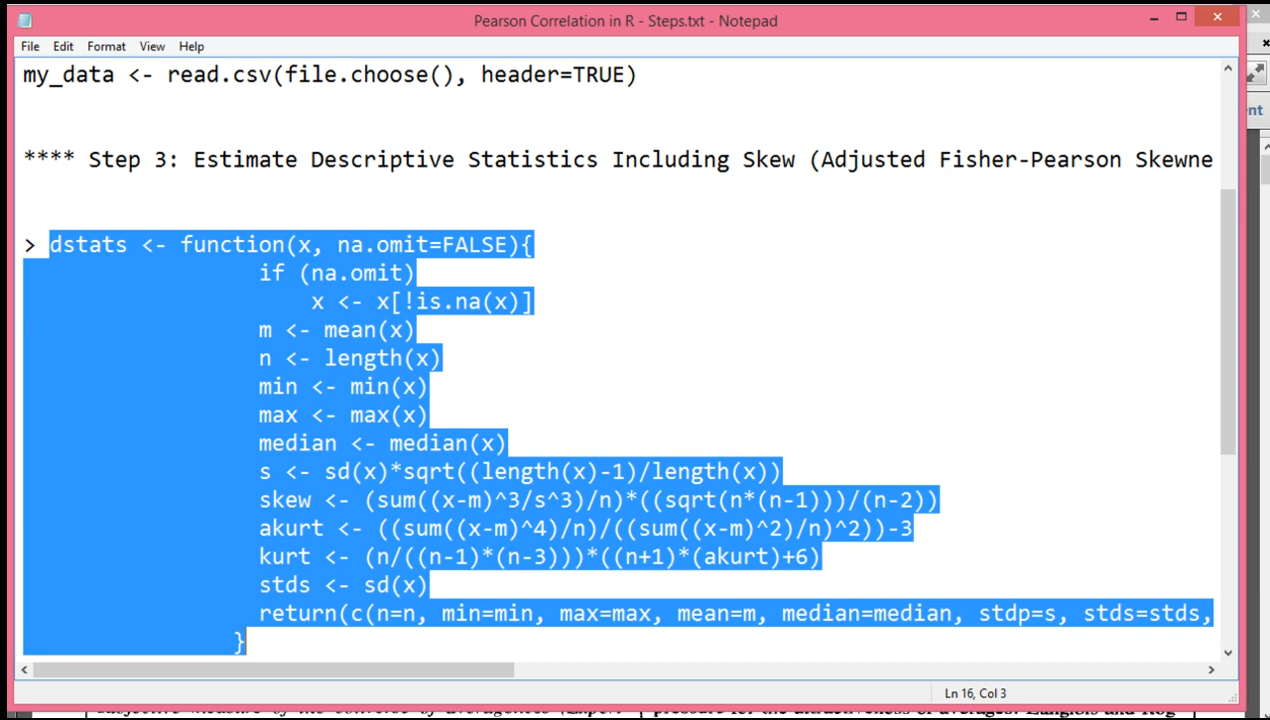 Pearson Correlation in R - Steps.txt - Notepad
File Edit Format View Help
my_data <- read.csv(file.choose(), header=TRUE)
**** Step 3: Estimate Descriptive Statistics Including Skew (Adjusted Fisher-Pearson Skewne
> dstats <- function(x, na.omit=FALSE){
if (na.omit)
x <- x[!is.na(x)]
m <- mean(x)
n <- length(x)
min <- min(x)
max <- max(x)
median <- median(x)
s <- sd(x)*sqrt((length(x)-1)/length(x))
skew <- (sum((x-m)^3/s^3)/n)*((sqrt(n*(n-1)))/(n-2))
akurt <- ((sum((x-m)^4)/n)/((sum((x-m)^2)/n)^2))-3
kurt <- (n/((n-1)*(n-3)))*((n+1)*(akurt)+6)
stds <- sd(x)
return(c(n=n, min=min, max=max, mean=m, median=median, stdp=s, stds=stds,
}
Ln 16, Col 3
nt